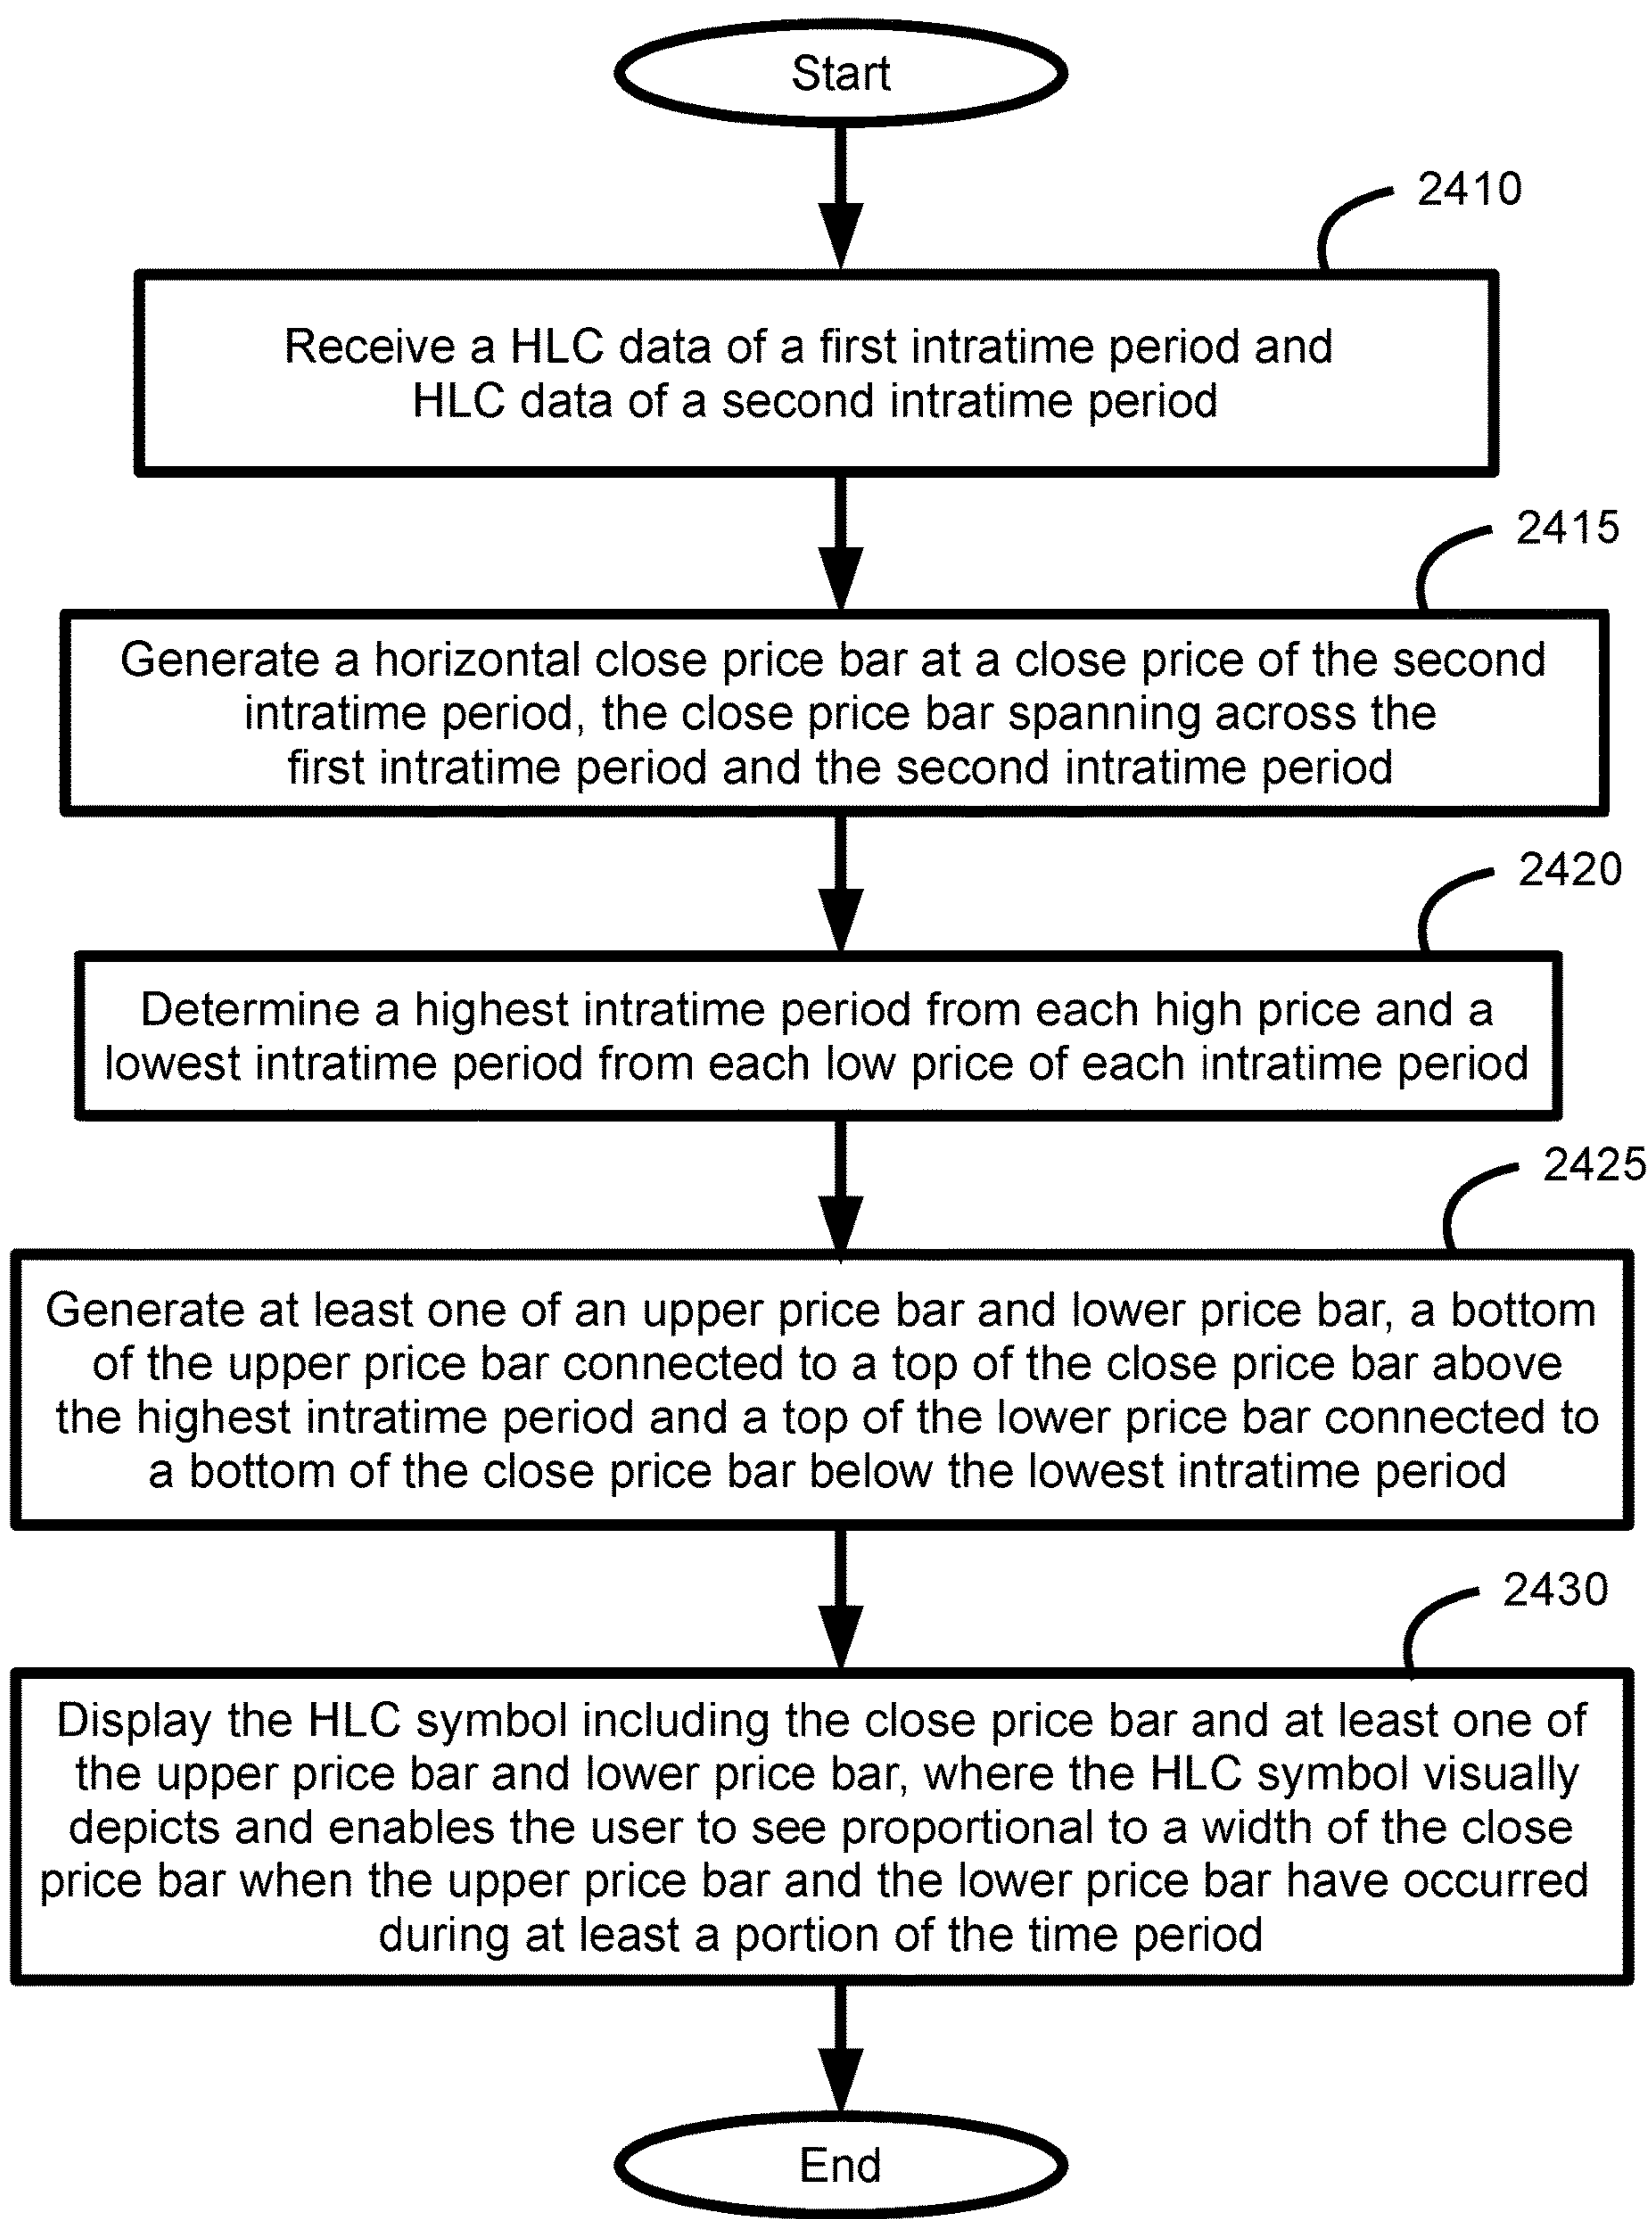 Start
2410
Receive a HLC data of a first intratime period and
HLC data of a second intratime period
2415
Generate a horizontal close price bar at a close price of the second
intratime period, the close price bar spanning across the
first intratime period and the second intratime period
2420
Determine a highest intratime period from each high price and a
lowest intratime period from each low price of each intratime period
2425
Generate at least one of an upper price bar and lower price bar, a bottom
of the upper price bar connected to a top of the close price bar above
the highest intratime period and a top of the lower price bar connected to
a bottom of the close price bar below the lowest intratime period
2430
Display the HLC symbol including the close price bar and at least one of
the upper price bar and lower price bar, where the HLC symbol visually
depicts and enables the user to see proportional to a width of the close
price bar when the upper price bar and the lower price bar have occurred
during at least a portion of the time period
End